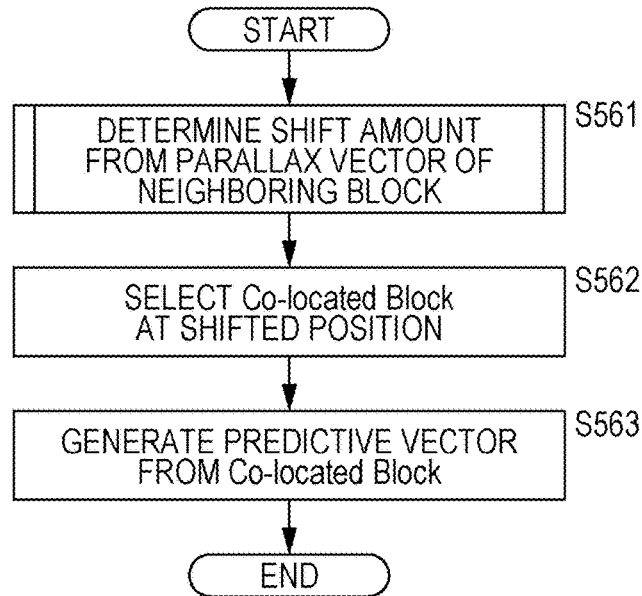 START
DETERMINE SHIFT AMOUNT
FROM PARALLAX VECTOR OF
NEIGHBORING BLOCK
S561
SELECT Co-located Block
AT SHIFTED POSITION
S562
GENERATE PREDICTIVE VECTOR
FROM Co-located Block
S563
END